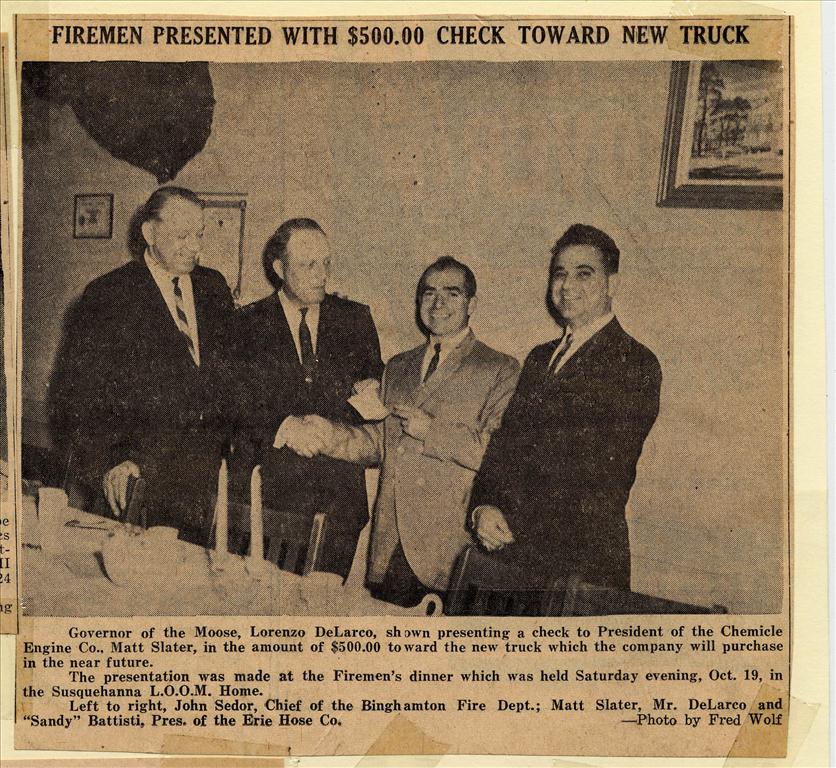 FIREMEN PRESENTED WITH $500.00 CHECK TOWARD NEW TRUCK
Governor of the Moose, Lorenzo DeLarco, shown presenting a check to President of the Chemicle
Engine Co., Matt Slater, in the amount of $500.00 toward the new truck which the company will purchase
in the near future.
The presentation was made at the Firemen's dinner which was held Saturday evening, Oct. 19, in
the Susquehanna L.O.O.M. Home.
Left to right, John Sedor, Chief of the Binghamton Fire Dept.; Matt Slater, Mr. DeLarco and
"Sandy" Battisti, Pres. of the Erie Hose Co.
—Photo by Fred Wolf